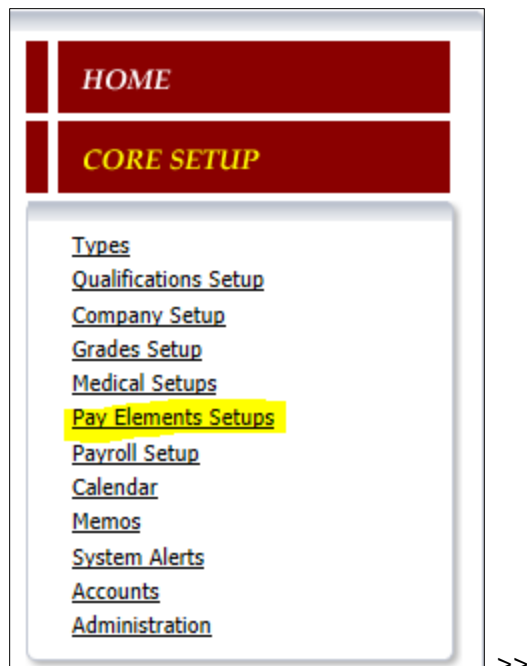 HOME
CORE SETUP
Types
Qualifications Setup
Company Setup
Grades Setup
Medical Setups
Pay Elements Setups
Payroll Setup
Calendar
Memos
System Alerts
Accounts
Administration
>>